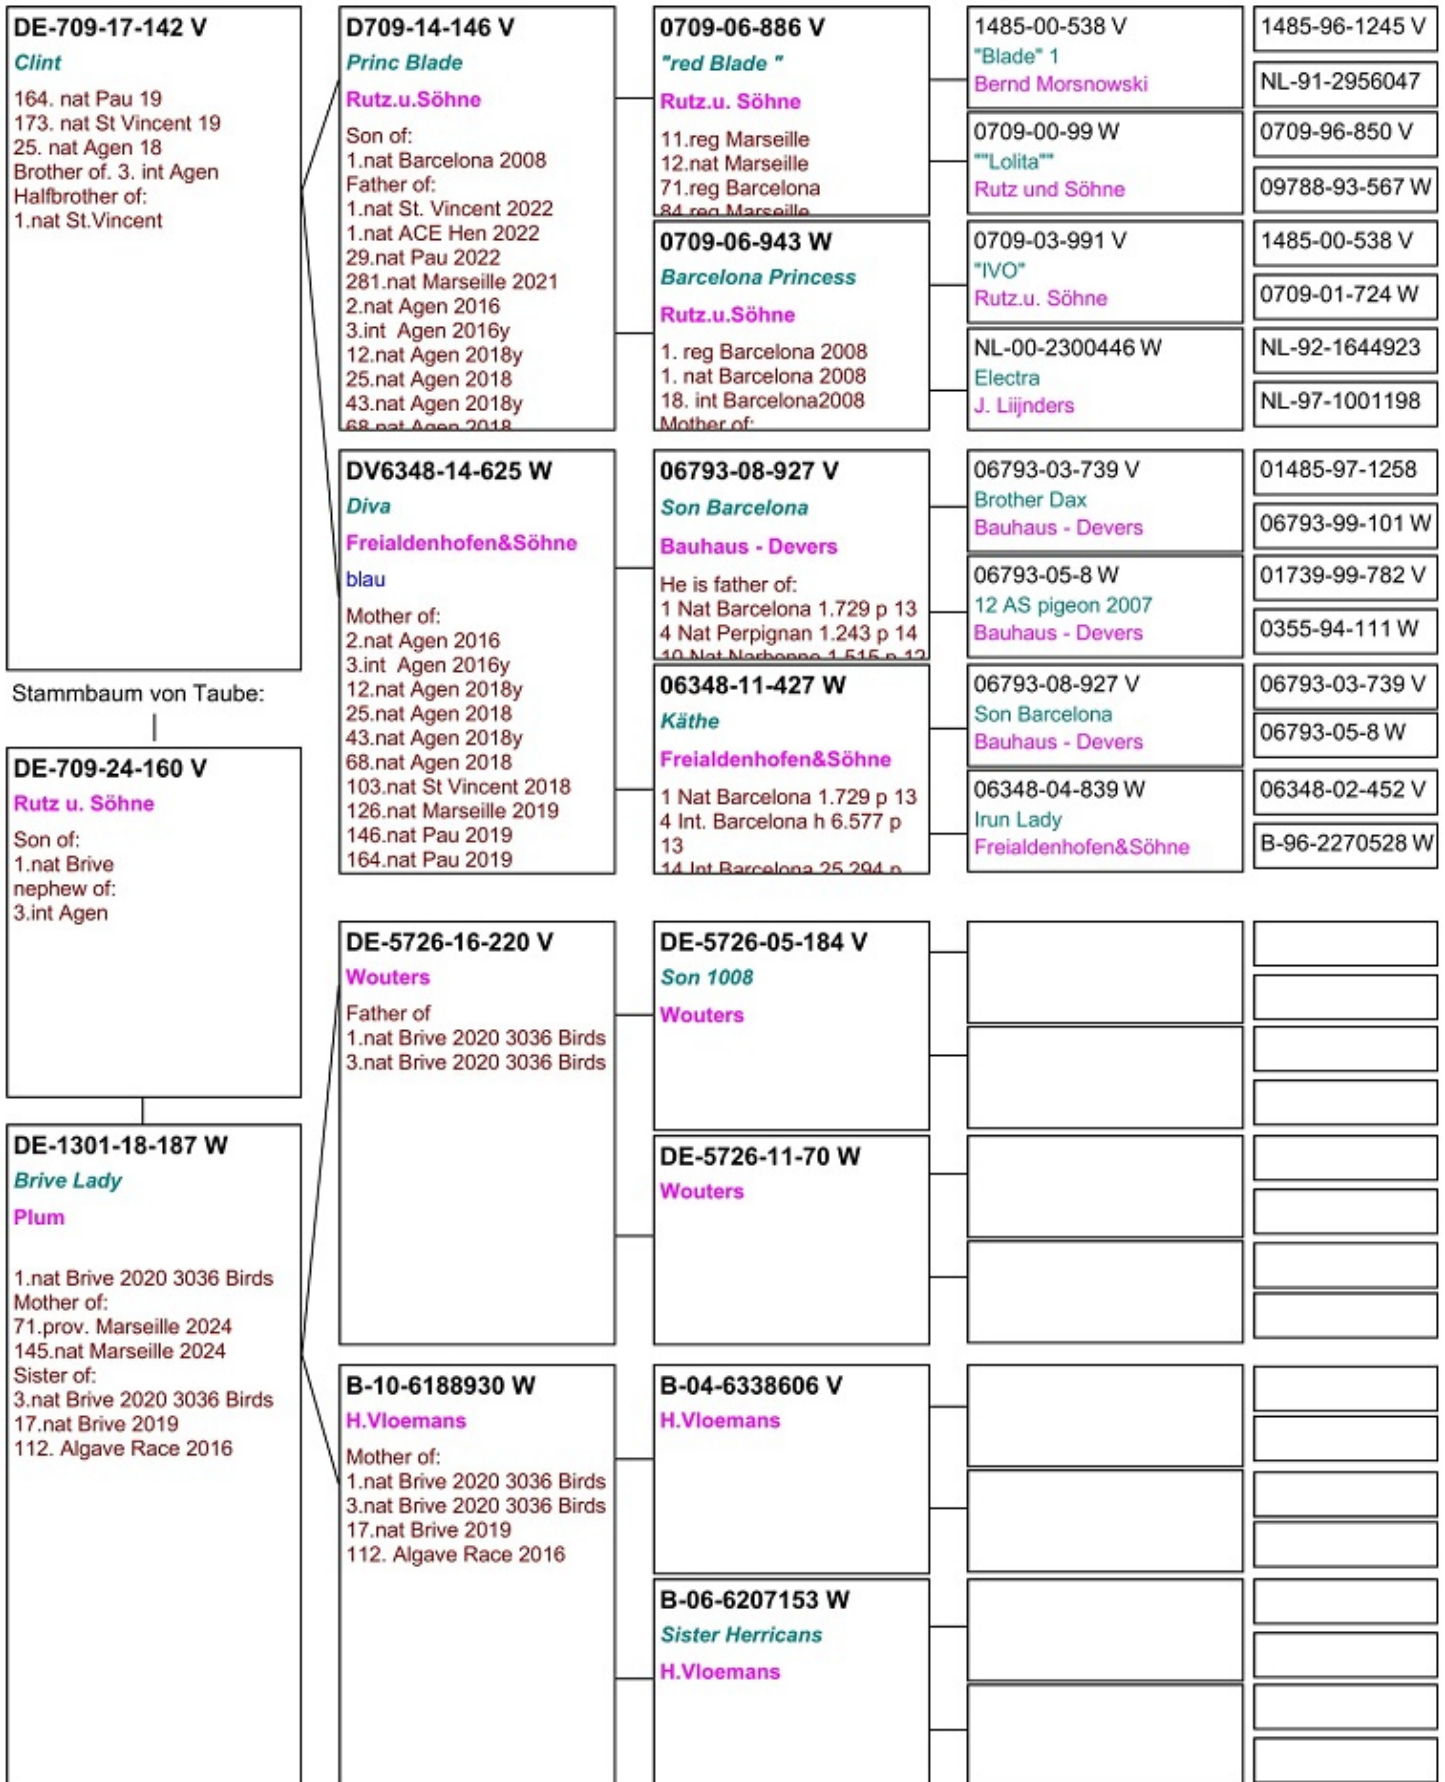 DE-709-17-142 V
Clint
164. nat Pau 19
173. nat St Vincent 19
25. nat Agen 18
Brother of. 3. int Agen
Halfbrother of:
1.nat St.Vincent
Stammbaum von Taube:
DE-709-24-160 V
Rutz u. Söhne
Son of:
1.nat Brive
nephew of:
3.int Agen
DE-1301-18-187 W
Brive Lady
Plum
1.nat Brive 2020 3036 Birds
Mother of:
71.prov. Marseille 2024
145.nat Marseille 2024
Sister of:
3.nat Brive 2020 3036 Birds
17.nat Brive 2019
112. Algave Race 2016
D709-14-146 V
Princ Blade
Rutz.u.Söhne
Son of:
1.nat Barcelona 2008
Father of:
1.nat St. Vincent 2022
1.nat ACE Hen 2022
29.nat Pau 2022
281.nat Marseille 2021
2.nat Agen 2016
3.int  Agen 2016y
12.nat Agen 2018y
25.nat Agen 2018
43.nat Agen 2018y
68.nat Agen 2018
DV6348-14-625 W
Diva
Freialdenhofen&Söhne
blau
Mother of:
2.nat Agen 2016
3.int  Agen 2016y
12.nat Agen 2018y
25.nat Agen 2018
43.nat Agen 2018y
68.nat Agen 2018
103.nat St Vincent 2018
126.nat Marseille 2019
146.nat Pau 2019
164.nat Pau 2019
DE-5726-16-220 V
Wouters
Father of
1.nat Brive 2020 3036 Birds
3.nat Brive 2020 3036 Birds
B-10-6188930 W
H.Vloemans
Mother of:
1.nat Brive 2020 3036 Birds
3.nat Brive 2020 3036 Birds
17.nat Brive 2019
112. Algave Race 2016
0709-06-886 V
"red Blade "
Rutz.u. Söhne
11.reg Marseille
12.nat Marseille
71.reg Barcelona
84.reg Marseille
0709-06-943 W
Barcelona Princess
Rutz.u.Söhne
1. reg Barcelona 2008
1. nat Barcelona 2008
18. int Barcelona2008
Mother of:
06793-08-927 V
Son Barcelona
Bauhaus - Devers
He is father of:
1 Nat Barcelona 1.729 p 13
4 Nat Perpignan 1.243 p 14
10 Nat Narbonne 1.515 p 12
06348-11-427 W
Käthe
Freialdenhofen&Söhne
1 Nat Barcelona 1.729 p 13
4 Int. Barcelona h 6.577 p
13
14 Int Barcelona 25.294 p
DE-5726-05-184 V
Son 1008
Wouters
DE-5726-11-70 W
Wouters
B-04-6338606 V
H.Vloemans
B-06-6207153 W
Sister Herricans
H.Vloemans
1485-00-538 V
"Blade" 1
Bernd Morsnowski
0709-00-99 W
""Lolita""
Rutz und Söhne
0709-03-991 V
"IVO"
Rutz.u. Söhne
NL-00-2300446 W
Electra
J. Liijnders
06793-03-739 V
Brother Dax
Bauhaus - Devers
06793-05-8 W
12 AS pigeon 2007
Bauhaus - Devers
06793-08-927 V
Son Barcelona
Bauhaus - Devers
06348-04-839 W
Irun Lady
Freialdenhofen&Söhne
1485-96-1245 V
NL-91-2956047
0709-96-850 V
09788-93-567 W
1485-00-538 V
0709-01-724 W
NL-92-1644923
NL-97-1001198
01485-97-1258
06793-99-101 W
01739-99-782 V
0355-94-111 W
06793-03-739 V
06793-05-8 W
06348-02-452 V
B-96-2270528 W